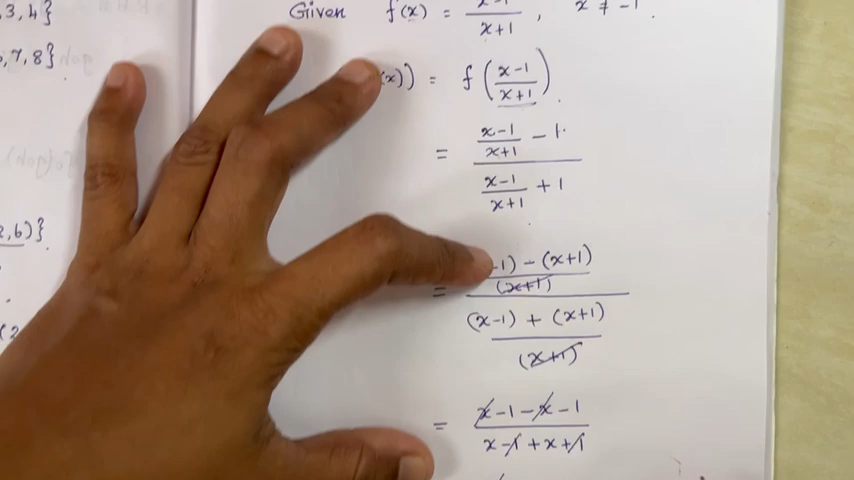 ,3,4}
,7,8}
,6)}
(2
Given f(x) = x-1/x+1 , x ≠ -1 .
(x)) = f(x-1/x+1) .
= (x-1/x+1 - 1) / (x-1/x+1 + 1)
= (-1) - (x+1)/(x+1) / (x-1) + (x+1)/(x+1)
= x-1-x-1 / x-1+x+1